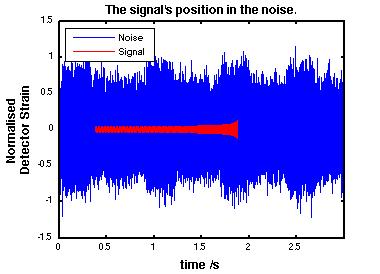 The signal's position in the noise.
1.5
Noise
Signal
1
0.5
0
-0.5
-1
-1.5
Normalised
Detector Strain
0 0.5 1 1.5 2 2.5
time /s